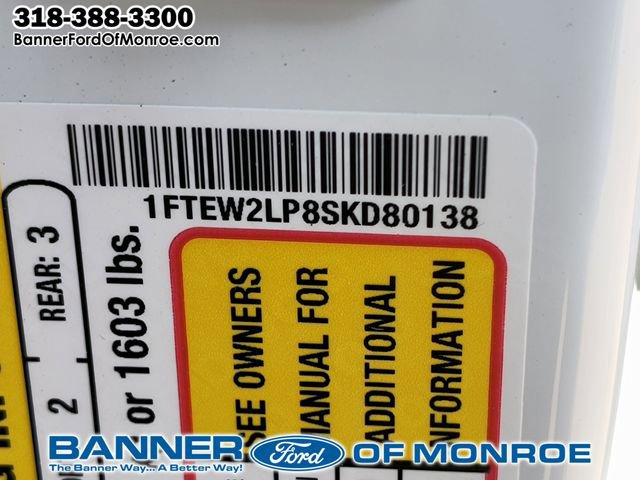 318-388-3300
BannerFordOfMonroe.com
1FTEW2LP8SKD80138
REAR: 3
2
or 1603 lbs.
SEE OWNERS
MANUAL FOR
ADDITIONAL
INFORMATION
BANNER Ford OF MONROE
The Banner Way... A Better Way!